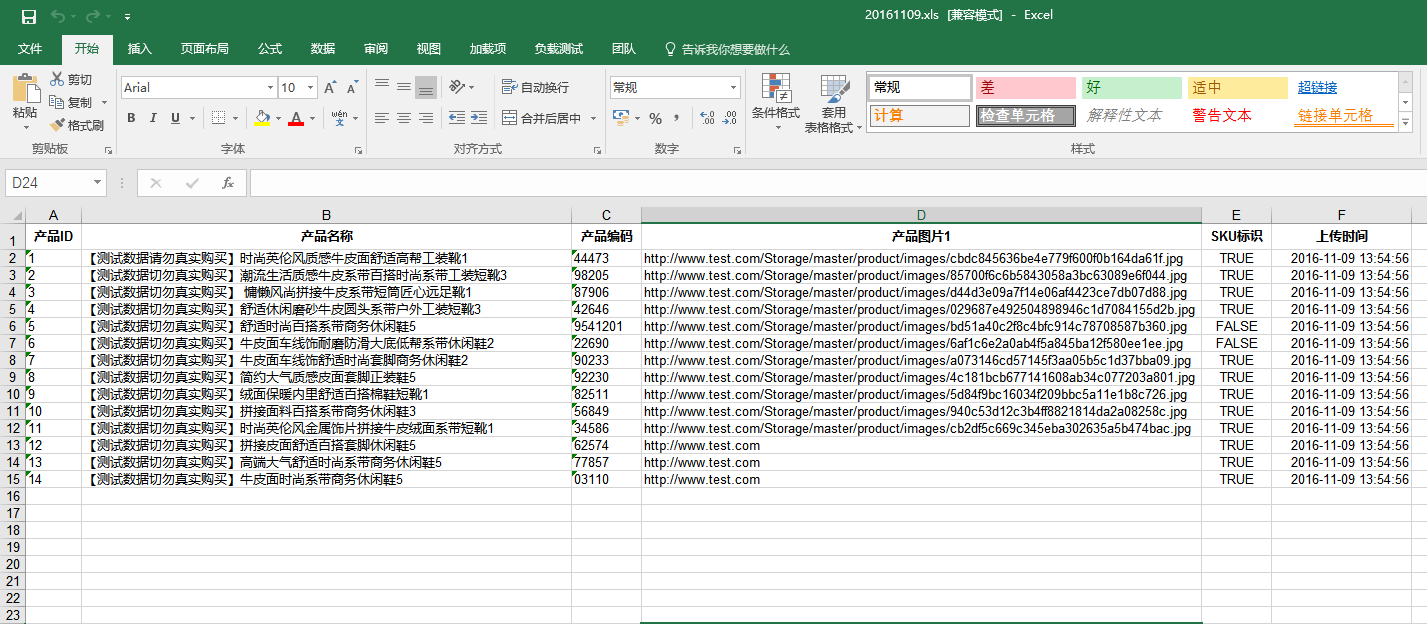 20161109.xls [兼容模式] - Excel
文件 开始 插入 页面布局 公式 数据 审阅 视图 加载项 负载测试 团队 告诉我你想要做什么
粘贴 剪切 复制 格式刷 剪贴板
Arial 10 A A B I U A wén 文 字体
自动换行 合并后居中 对齐方式
常规 % , .0 .00 .00 .0 数字
条件格式 套用 表格格式
常规 差 好 适中 超链接
计算 检查单元格 解释性文本 警告文本 链接单元格
样式
D24 fx
A B C D E F
1 产品ID 产品名称 产品编码 产品图片1 SKU标识 上传时间
2 1 【测试数据请勿真实购买】时尚英伦风质感牛皮面舒适高帮工装靴1 44473 http://www.test.com/Storage/master/product/images/cbdc845636be4e779f600f0b164da61f.jpg TRUE 2016-11-09 13:54:56
3 2 【测试数据切勿真实购买】潮流生活质感牛皮系带百搭时尚系带工装短靴3 98205 http://www.test.com/Storage/master/product/images/85700f6c6b5843058a3bc63089e6f044.jpg TRUE 2016-11-09 13:54:56
4 3 【测试数据切勿真实购买】 慵懒风尚拼接牛皮系带短筒匠心远足靴1 87906 http://www.test.com/Storage/master/product/images/d44d3e09a7f14e06af4423ce7db07d88.jpg TRUE 2016-11-09 13:54:56
5 4 【测试数据切勿真实购买】舒适休闲磨砂牛皮圆头系带户外工装短靴3 42646 http://www.test.com/Storage/master/product/images/029687e492504898946c1d7084155d2b.jpg TRUE 2016-11-09 13:54:56
6 5 【测试数据切勿真实购买】舒适时尚百搭系带商务休闲鞋5 9541201 http://www.test.com/Storage/master/product/images/bd51a40c2f8c4bfc914c78708587b360.jpg FALSE 2016-11-09 13:54:56
7 6 【测试数据切勿真实购买】牛皮面车线饰耐磨防滑大底低帮系带休闲鞋2 22690 http://www.test.com/Storage/master/product/images/6af1c6e2a0ab4f5a845ba12f580ee1ee.jpg FALSE 2016-11-09 13:54:56
8 7 【测试数据切勿真实购买】牛皮面车线饰舒适时尚套脚商务休闲鞋2 90233 http://www.test.com/Storage/master/product/images/a073146cd57145f3aa05b5c1d37bba09.jpg TRUE 2016-11-09 13:54:56
9 8 【测试数据切勿真实购买】简约大气质感皮面套脚正装鞋5 92230 http://www.test.com/Storage/master/product/images/4c181bcb677141608ab34c077203a801.jpg TRUE 2016-11-09 13:54:56
10 9 【测试数据切勿真实购买】绒面保暖内里舒适百搭棉鞋短靴1 82511 http://www.test.com/Storage/master/product/images/5d84f9bc16034f209bbc5a11e1b8c726.jpg TRUE 2016-11-09 13:54:56
11 10 【测试数据切勿真实购买】拼接面料百搭系带商务休闲鞋3 56849 http://www.test.com/Storage/master/product/images/940c53d12c3b4ff8821814da2a08258c.jpg TRUE 2016-11-09 13:54:56
12 11 【测试数据切勿真实购买】时尚英伦风金属饰片拼接牛皮绒面系带短靴1 34586 http://www.test.com/Storage/master/product/images/cb2df5c669c345eba302635a5b474bac.jpg TRUE 2016-11-09 13:54:56
13 12 【测试数据切勿真实购买】拼接皮面舒适百搭套脚休闲鞋5 62574 http://www.test.com TRUE 2016-11-09 13:54:56
14 13 【测试数据切勿真实购买】高端大气舒适时尚系带商务休闲鞋5 77857 http://www.test.com TRUE 2016-11-09 13:54:56
15 14 【测试数据切勿真实购买】牛皮面时尚系带商务休闲鞋5 03110 http://www.test.com TRUE 2016-11-09 13:54:56
16
17
18
19
20
21
22
23